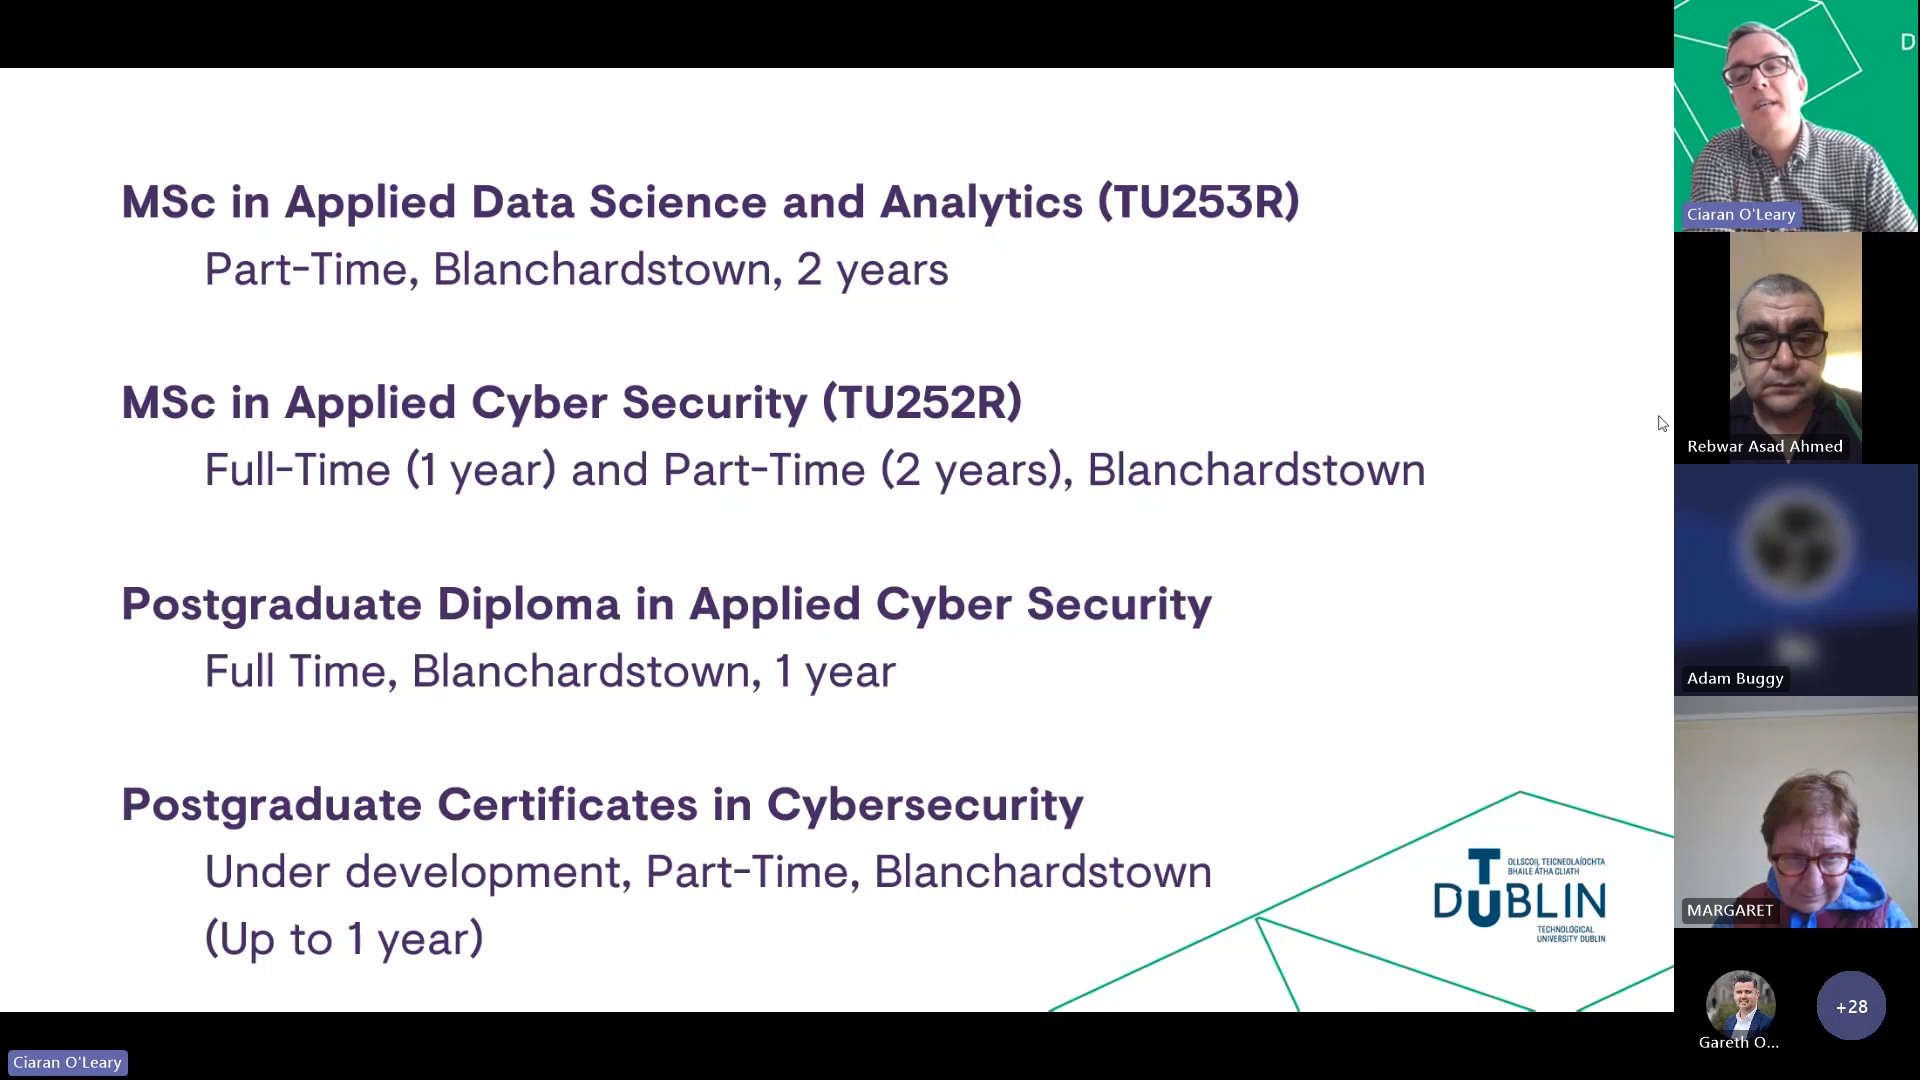 MSc in Applied Data Science and Analytics (TU253R)
Part-Time, Blanchardstown, 2 years
MSc in Applied Cyber Security (TU252R)
Full-Time (1 year) and Part-Time (2 years), Blanchardstown
Postgraduate Diploma in Applied Cyber Security
Full Time, Blanchardstown, 1 year
Postgraduate Certificates in Cybersecurity
Under development, Part-Time, Blanchardstown
(Up to 1 year)
OLLSCOIL TEICNEOLAÍOCHTA
BHAILE ÁTHA CLIATH
TU DUBLIN
TECHNOLOGICAL
UNIVERSITY DUBLIN
D
Ciaran O'Leary
Rebwar Asad Ahmed
Adam Buggy
MARGARET
Gareth O...
+28
Ciaran O'Leary